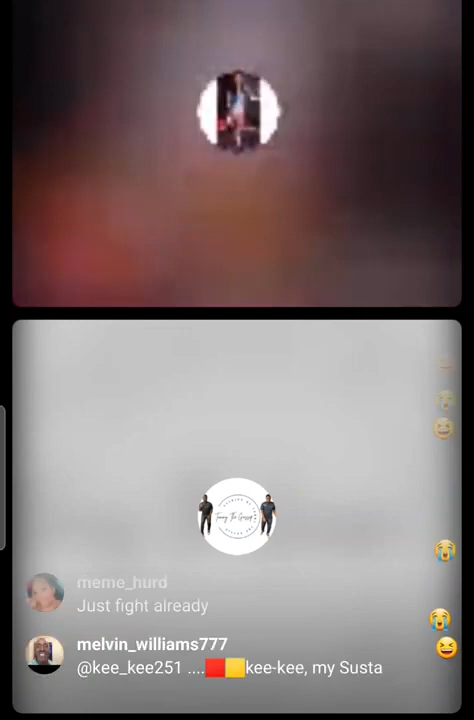 meme_hurd
Just fight already
melvin_williams777
@kee_kee251 ....🟥🟨kee-kee, my Susta